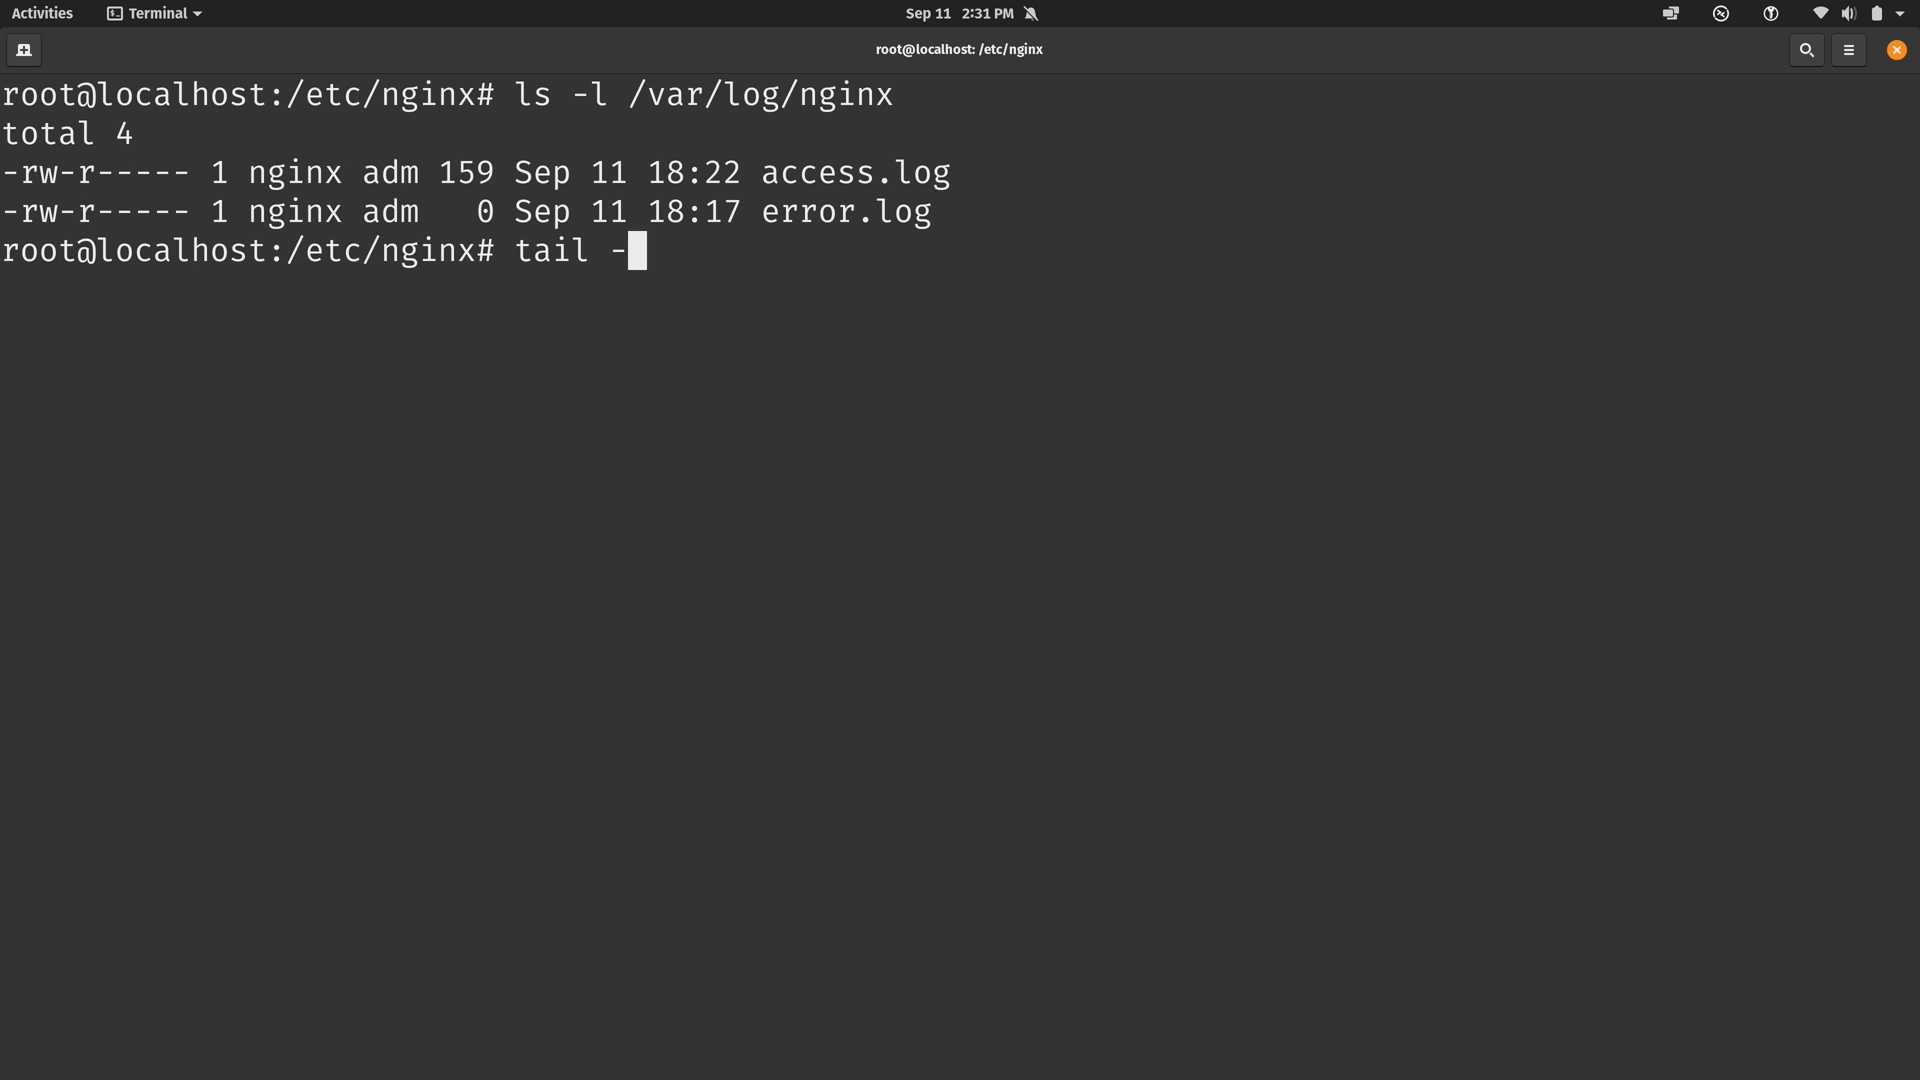 Activities Terminal Sep 11 2:31 PM
root@localhost: /etc/nginx
root@localhost:/etc/nginx# ls -l /var/log/nginx
total 4
-rw-r----- 1 nginx adm 159 Sep 11 18:22 access.log
-rw-r----- 1 nginx adm   0 Sep 11 18:17 error.log
root@localhost:/etc/nginx# tail -